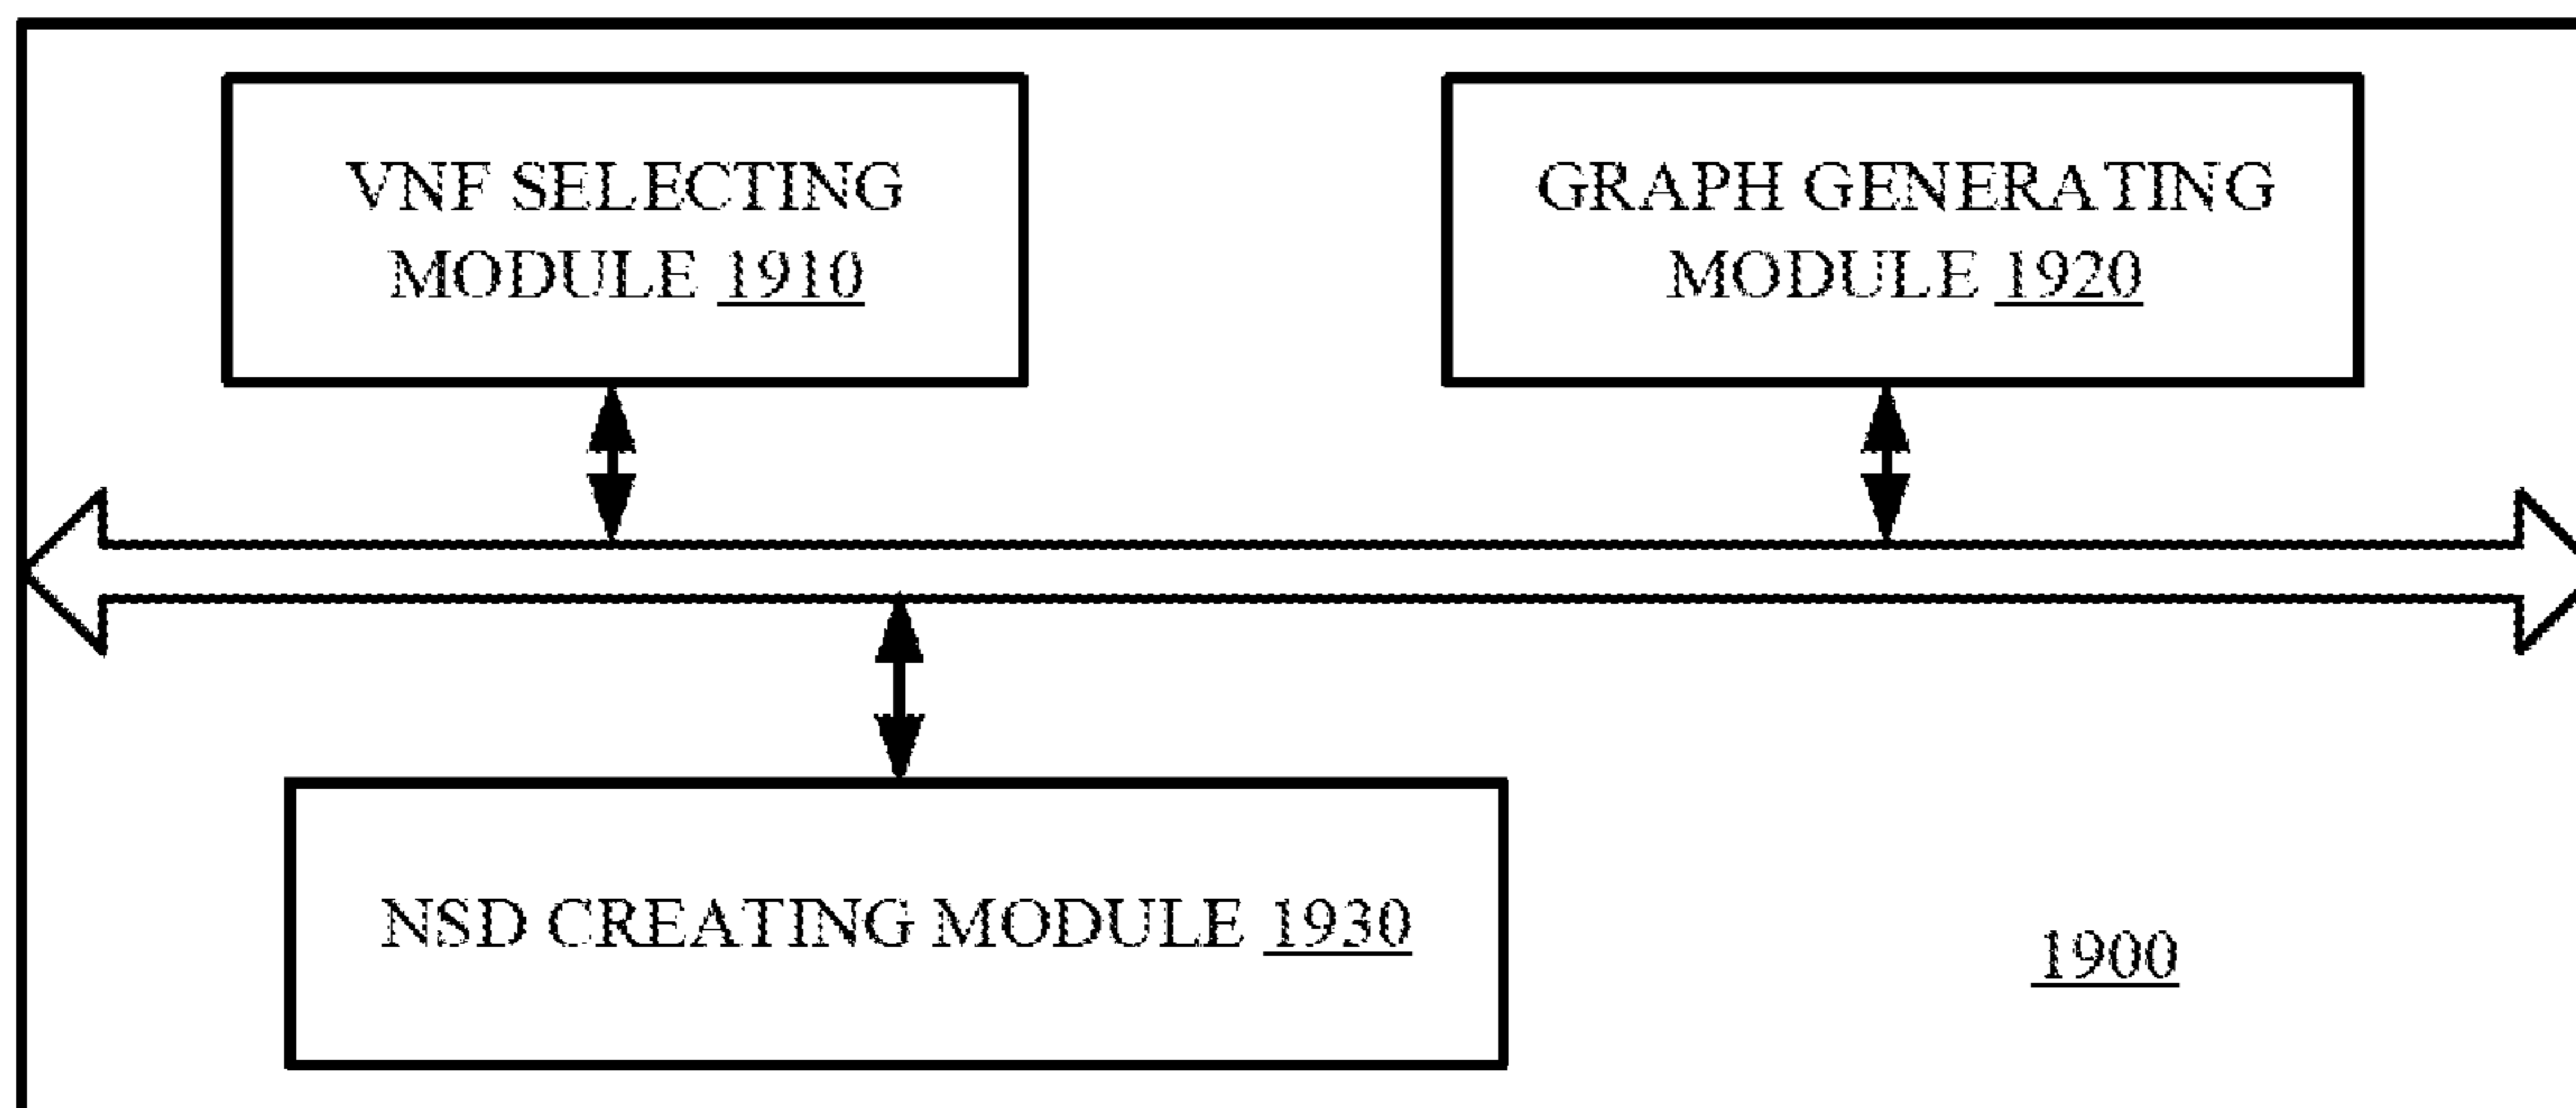 VNF SELECTING
MODULE 1910
GRAPH GENERATING
MODULE 1920
NSD CREATING MODULE 1930
1900